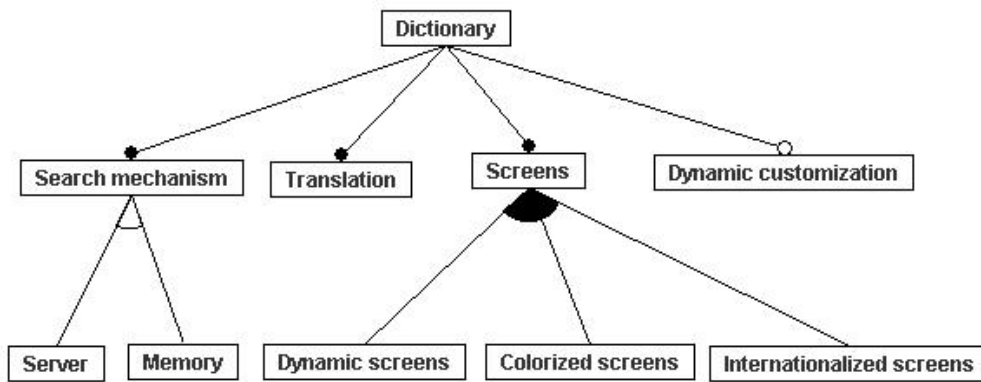 Dictionary
Search mechanism
Translation
Screens
Dynamic customization
Server
Memory
Dynamic screens
Colorized screens
Internationalized screens